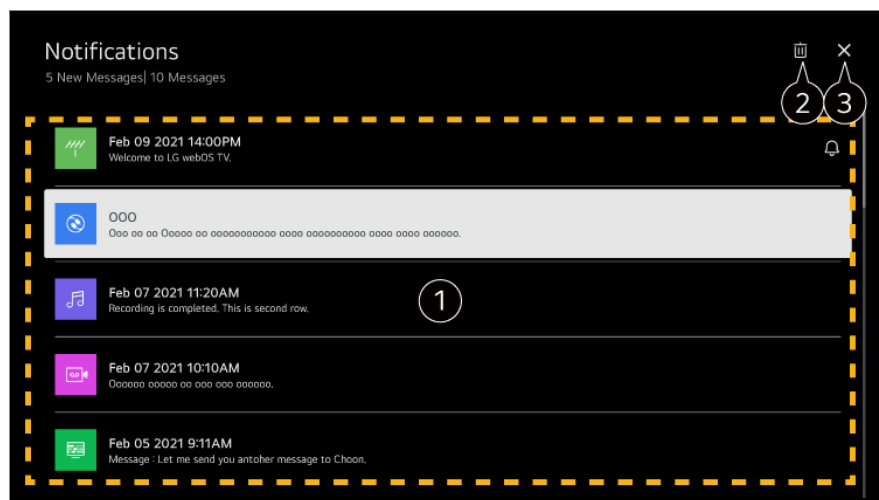 Notifications
5 New Messages| 10 Messages
2
3
Feb 09 2021 14:00PM
Welcome to LG webOS TV.
OOO
Ooo oo oo Ooooo oo ooooooooooo oooo oooooooooo oooo oooo oooooo.
Feb 07 2021 11:20AM
Recording is completed. This is second row.
1
Feb 07 2021 10:10AM
Oooooo ooooo oo ooo ooo oooooo.
Feb 05 2021 9:11AM
Message : Let me send you antoher message to Choon.